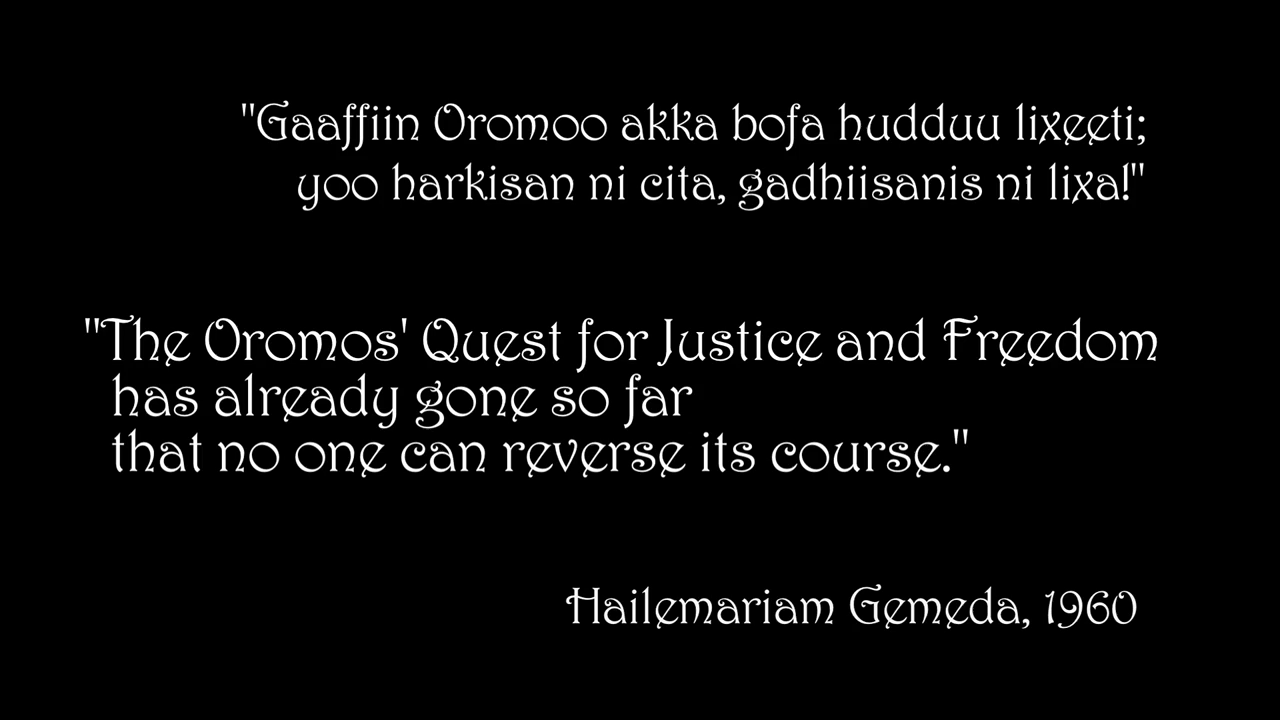 "Gaaffiin Oromoo akka bofa hudduu lixeeti;
yoo harkisan ni cita, gadhiisanis ni lixa!"
"The Oromos' Quest for Justice and Freedom
has already gone so far
that no one can reverse its course."
Hailemariam Gemeda, 1960